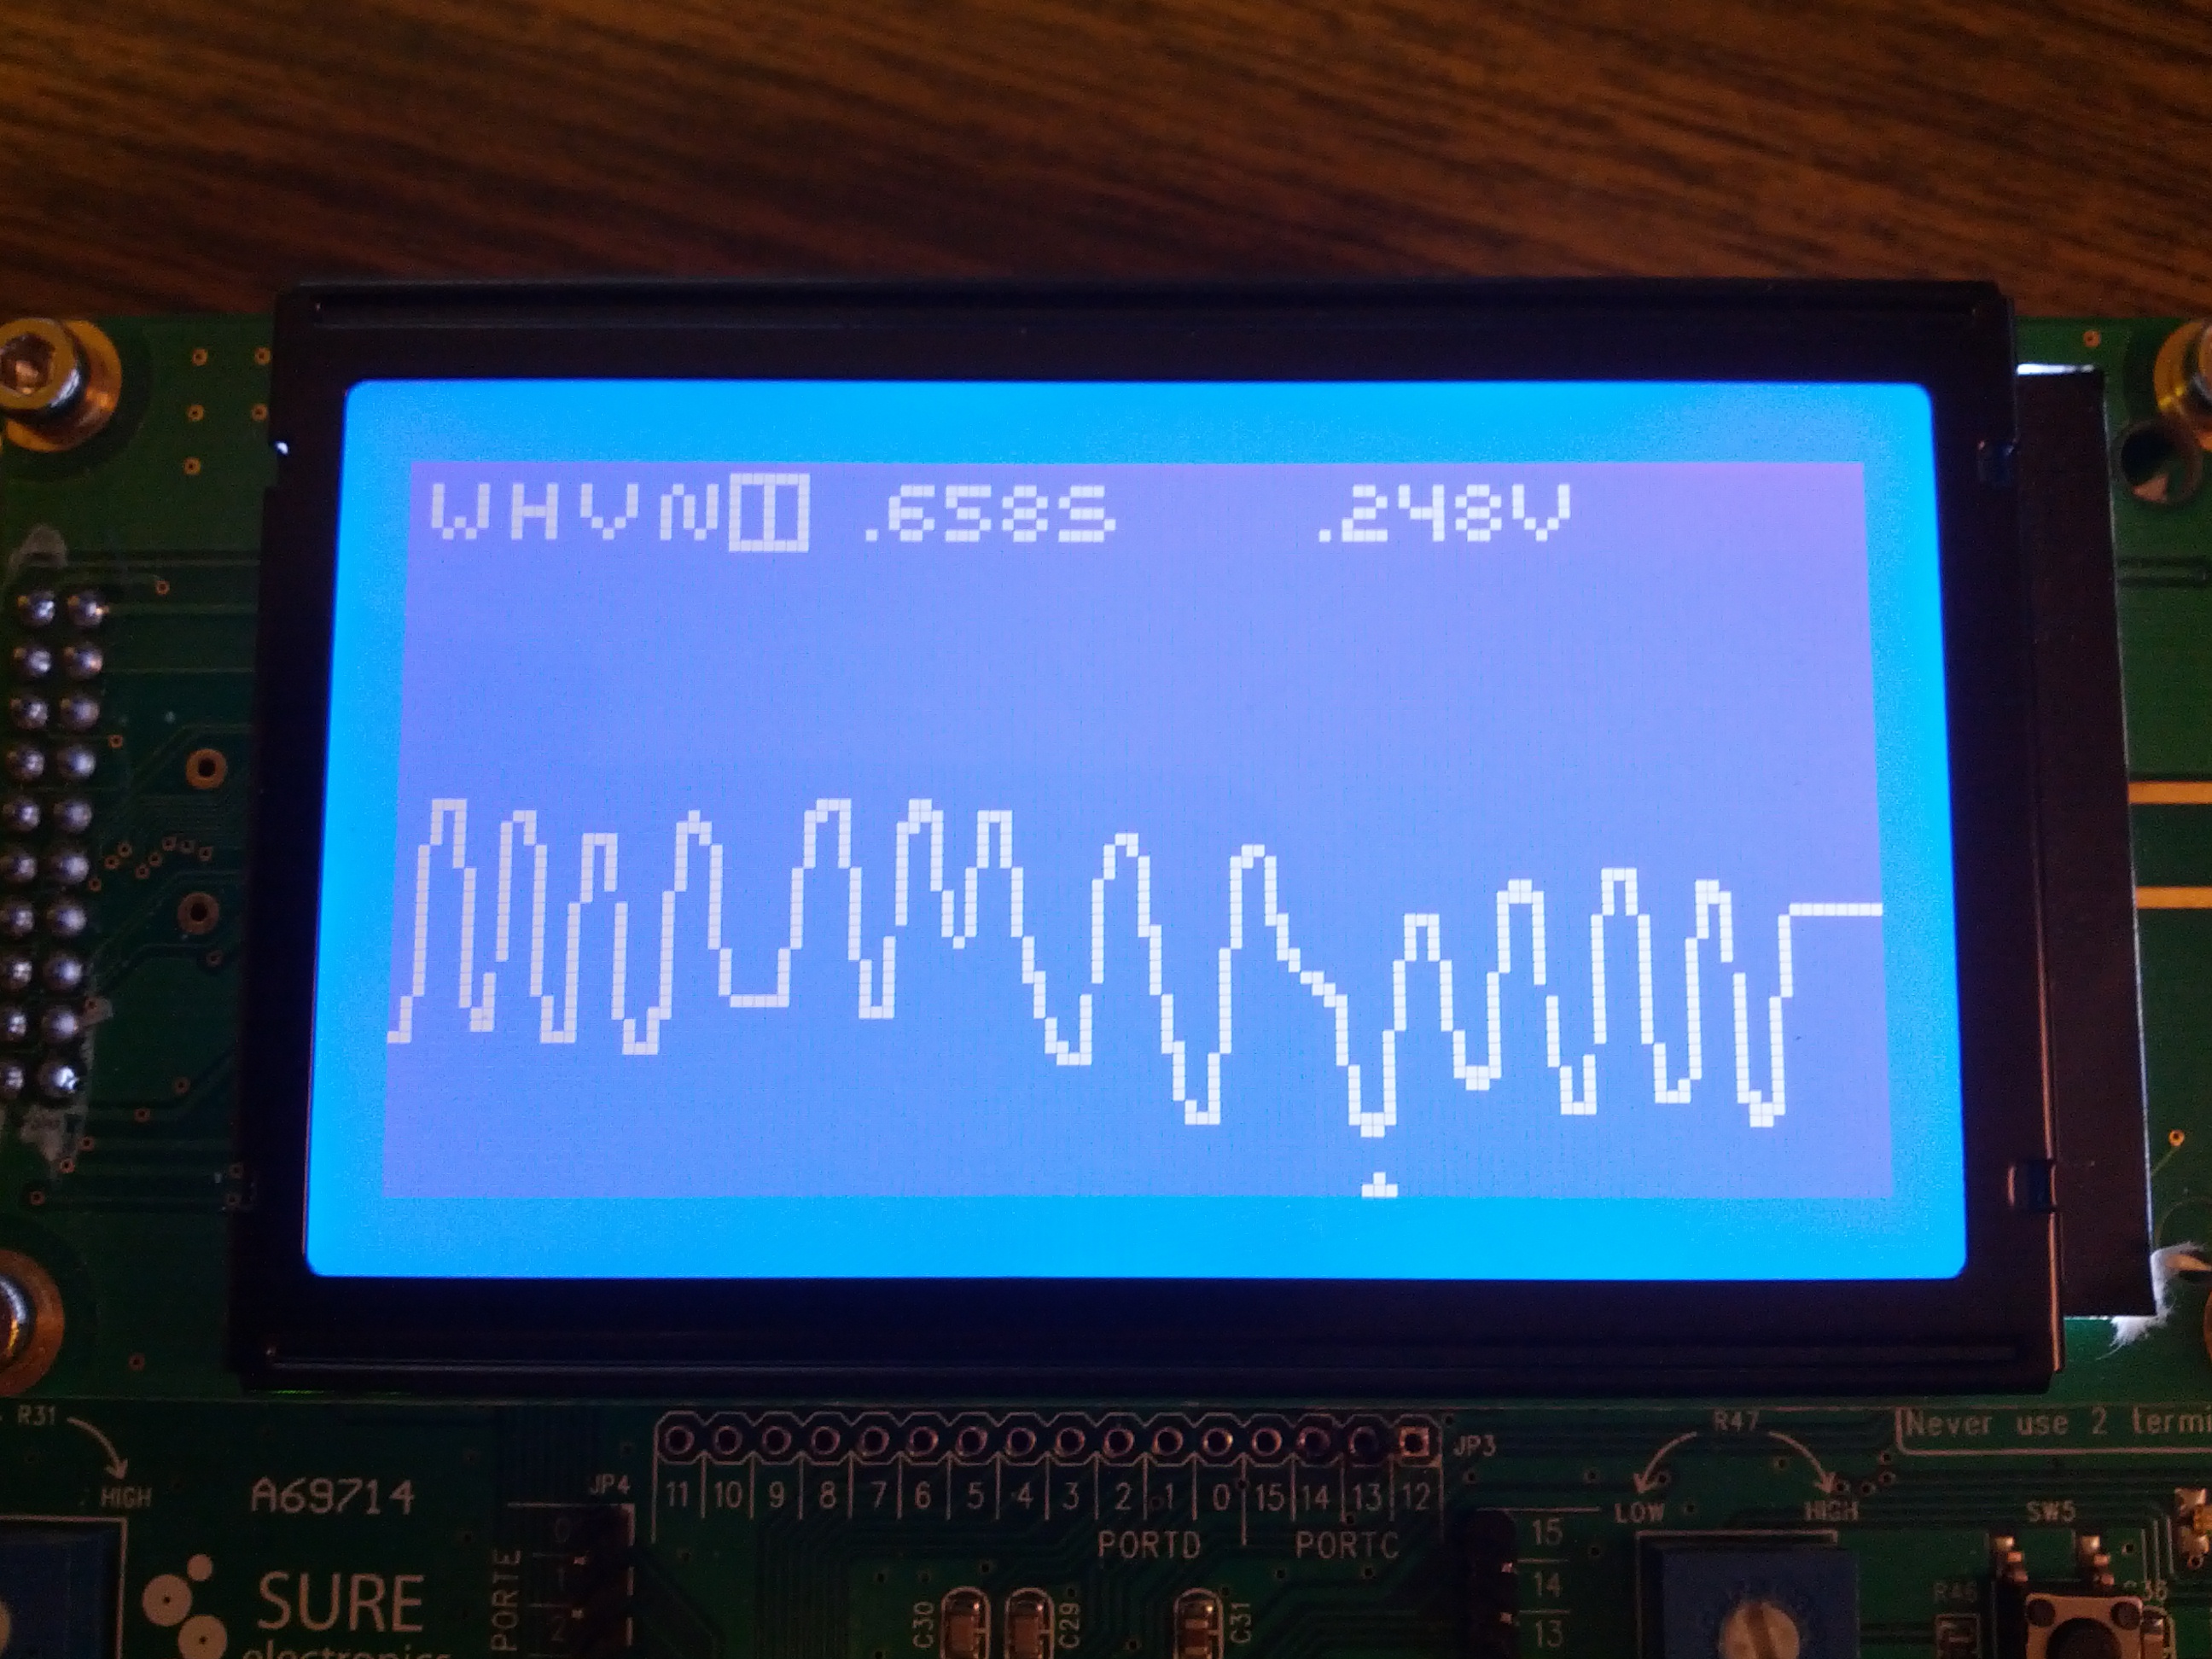 WHVNI .658S .248V
R31
HIGH
A69714
SURE
electronics
JP4
PORTE
JP3
11 10 9 8 7 6 5 4 3 2 1 0 15 14 13 12
PORTD PORTC
C30
C29
C31
15
14
13
R47
LOW HIGH
Never use 2
SW5